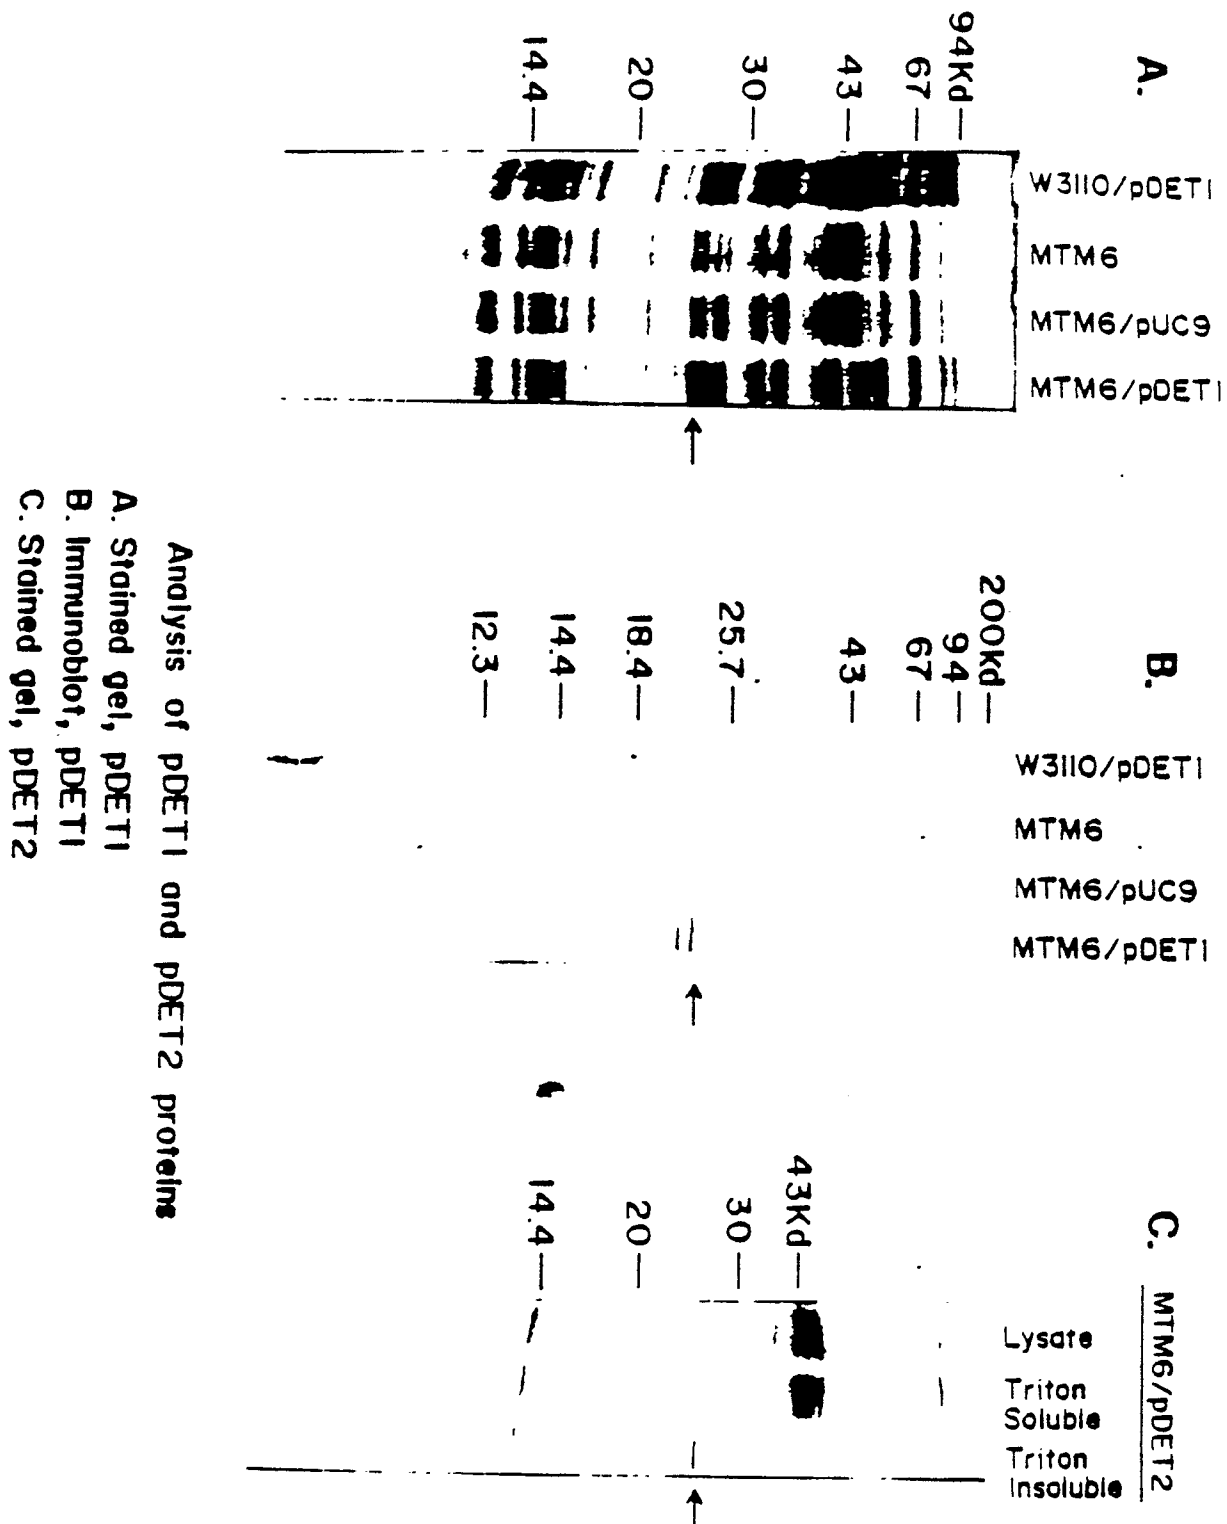 A.
94Kd
67
43
30
20
14.4
W3110/pDET1
MTM6
MTM6/pUC9
MTM6/pDET1
B.
200Kd
94
67
43
25.7
18.4
14.4
12.3
W3110/pDET1
MTM6
MTM6/pUC9
MTM6/pDET1
C.
MTM6/pDET2
43Kd
30
20
14.4
Lysate
Triton
Soluble
Triton
Insoluble
Analysis of pDET1 and pDET2 proteins
A. Stained gel, pDET1
B. Immunoblot, pDET1
C. Stained gel, pDET2